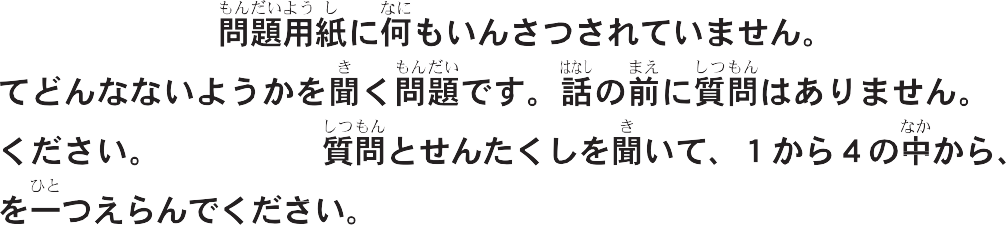 問題用紙に何もいんさつされていません。
てどんなないようかを聞く問題です。話の前に質問はありません。
ください。 質問とせんたくしを聞いて、1から4の中から、
を一つえらんでください。